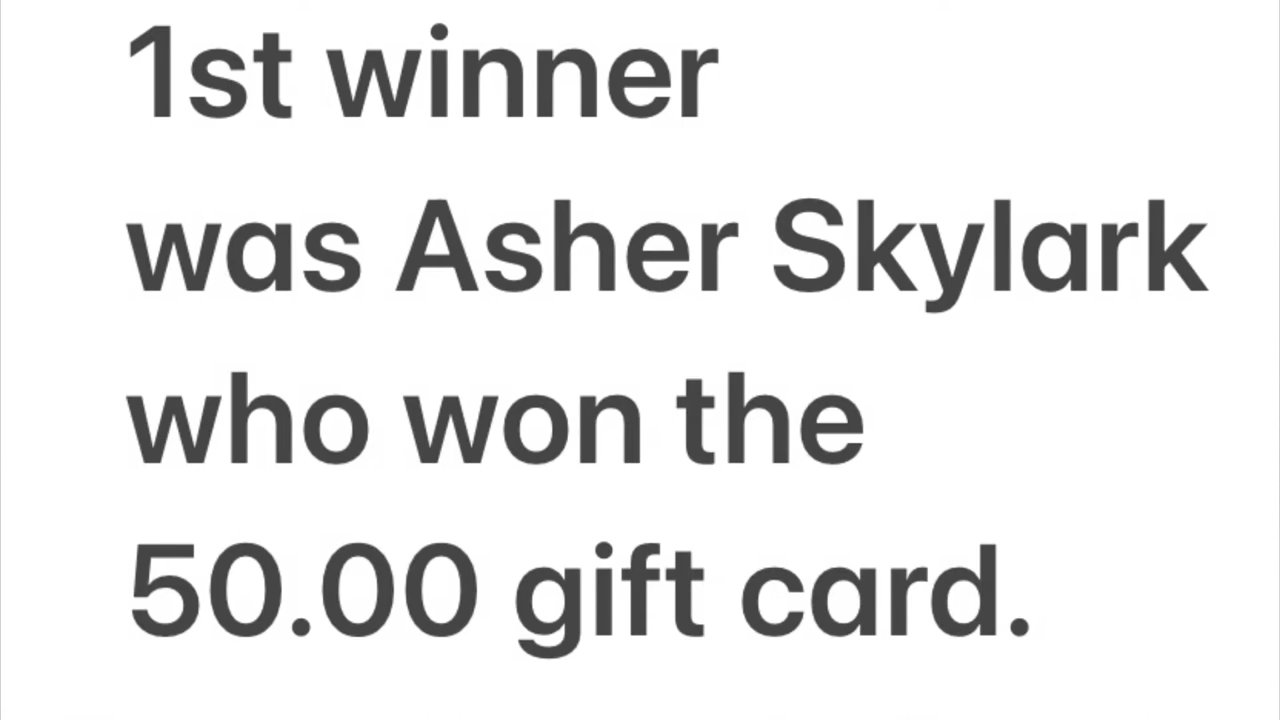 1st winner
was Asher Skylark
who won the
50.00 gift card.